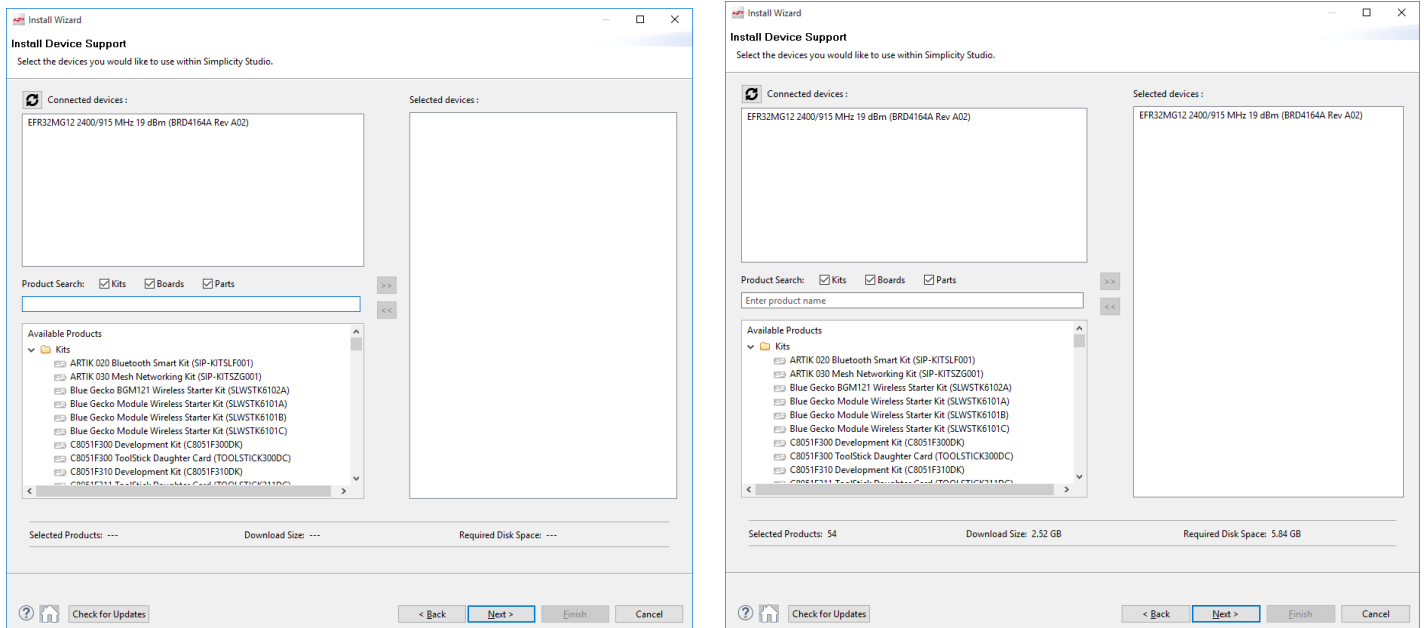 Install Wizard
Install Device Support
Select the devices you would like to use within Simplicity Studio.
Connected devices :
Selected devices :
EFR32MG12 2400/915 MHz 19 dBm (BRD4164A Rev A02)
Product Search: Kits Boards Parts
>>
<<
Available Products
Kits
ARTIK 020 Bluetooth Smart Kit (SIP-KITSLF001)
ARTIK 030 Mesh Networking Kit (SIP-KITSZG001)
Blue Gecko BGM121 Wireless Starter Kit (SLWSTK6102A)
Blue Gecko Module Wireless Starter Kit (SLWSTK6101A)
Blue Gecko Module Wireless Starter Kit (SLWSTK6101B)
Blue Gecko Module Wireless Starter Kit (SLWSTK6101C)
C8051F300 Development Kit (C8051F300DK)
C8051F300 ToolStick Daughter Card (TOOLSTICK300DC)
C8051F310 Development Kit (C8051F310DK)
C8051F311 ToolStick Daughter Card (TOOLSTICK311DC)
Selected Products: --- Download Size: --- Required Disk Space: ---
? Check for Updates < Back Next > Finish Cancel
Install Wizard
Install Device Support
Select the devices you would like to use within Simplicity Studio.
Connected devices :
Selected devices :
EFR32MG12 2400/915 MHz 19 dBm (BRD4164A Rev A02)
EFR32MG12 2400/915 MHz 19 dBm (BRD4164A Rev A02)
Product Search: Kits Boards Parts
>>
Enter product name
<<
Available Products
Kits
ARTIK 020 Bluetooth Smart Kit (SIP-KITSLF001)
ARTIK 030 Mesh Networking Kit (SIP-KITSZG001)
Blue Gecko BGM121 Wireless Starter Kit (SLWSTK6102A)
Blue Gecko Module Wireless Starter Kit (SLWSTK6101A)
Blue Gecko Module Wireless Starter Kit (SLWSTK6101B)
Blue Gecko Module Wireless Starter Kit (SLWSTK6101C)
C8051F300 Development Kit (C8051F300DK)
C8051F300 ToolStick Daughter Card (TOOLSTICK300DC)
C8051F310 Development Kit (C8051F310DK)
C8051F311 ToolStick Daughter Card (TOOLSTICK311DC)
Selected Products: 54 Download Size: 2.52 GB Required Disk Space: 5.84 GB
? Check for Updates < Back Next > Finish Cancel